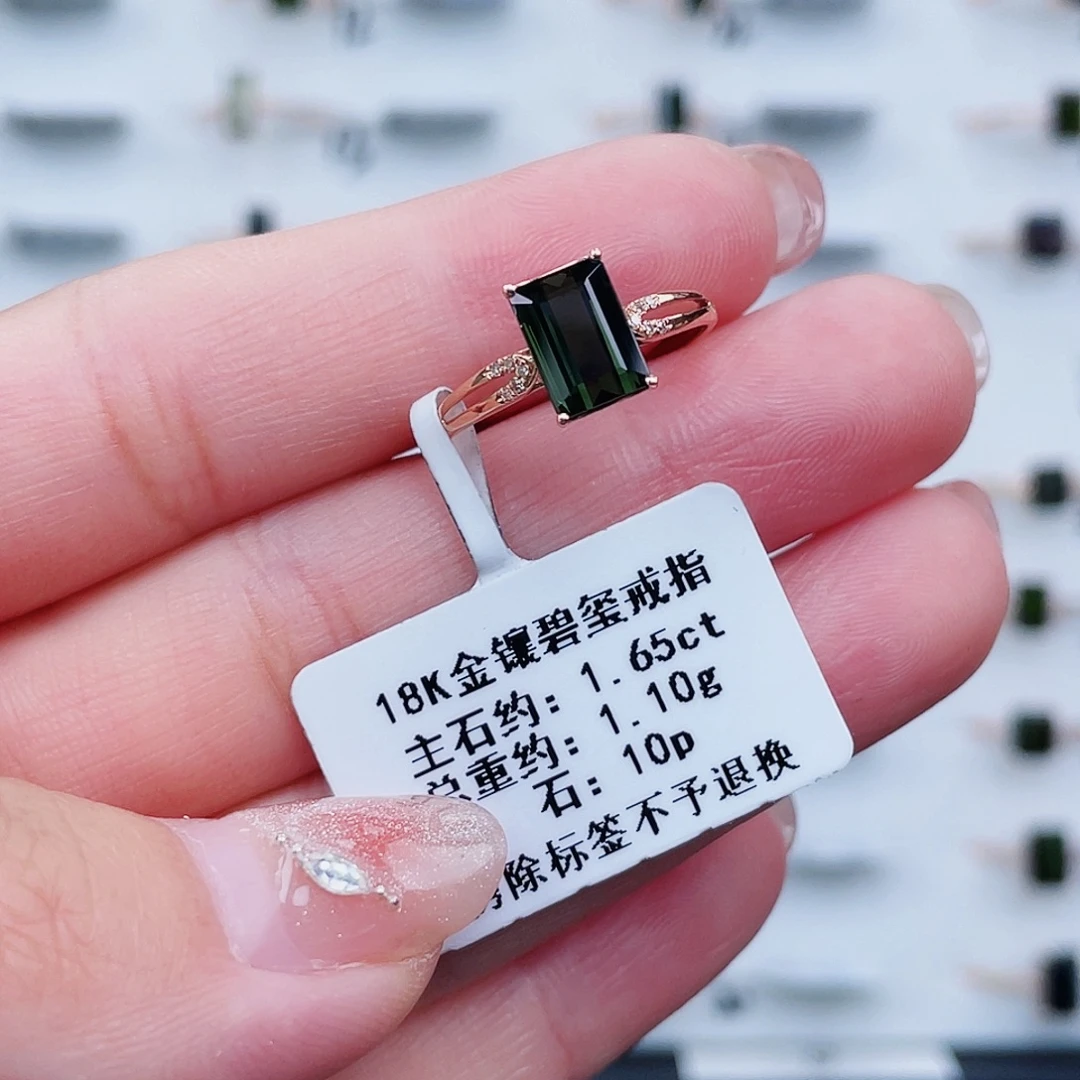 18K金镶碧玺戒指
主石约: 1.65ct
总重约: 1.10g
石: 10p
除标签不予退换